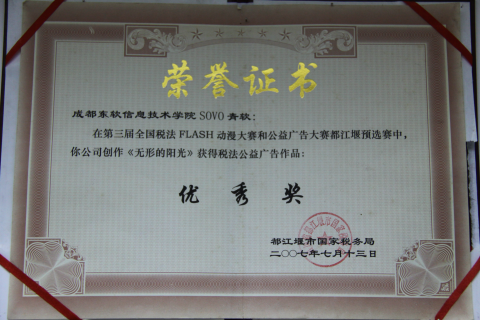 荣誉证书
成都东软信息技术学院 SOVO 青软：
在第三届全国税法 FLASH 动漫大赛和公益广告大赛都江堰预选赛中，
你公司创作《无形的阳光》获得税法公益广告作品：
优秀奖
都江堰市国家税务局
二〇〇七年七月十三日